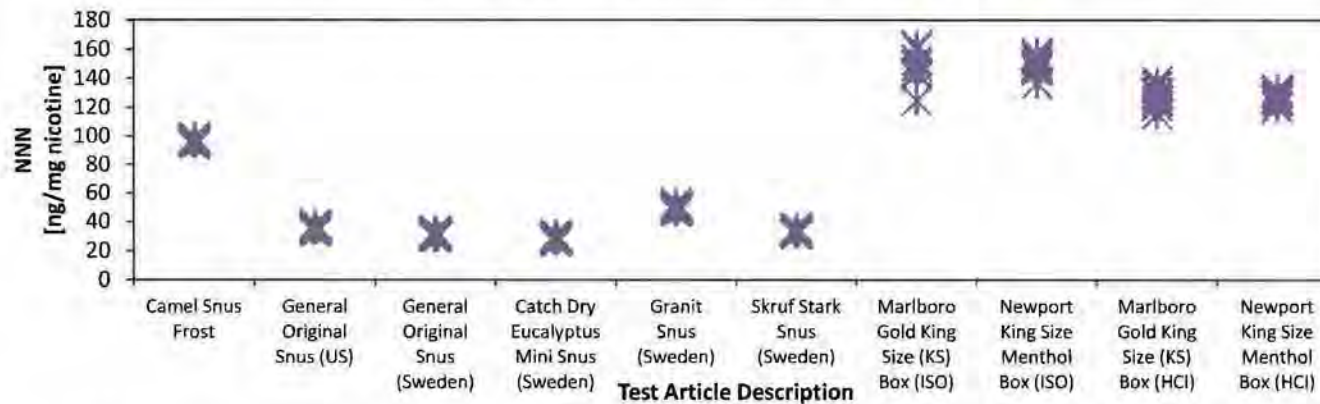 180
160
140
120
100
80
60
40
20
0
NNN
[ng/mg nicotine]
Camel Snus
Frost
General
Original
Snus (US)
General
Original
Snus
(Sweden)
Catch Dry
Eucalyptus
Mini Snus
(Sweden)
Granit
Snus
(Sweden)
Skruf Stark
Snus
(Sweden)
Marlboro
Gold King
Size (KS)
Box (ISO)
Newport
King Size
Menthol
Box (ISO)
Marlboro
Gold King
Size (KS)
Box (HCI)
Newport
King Size
Menthol
Box (HCI)
Test Article Description